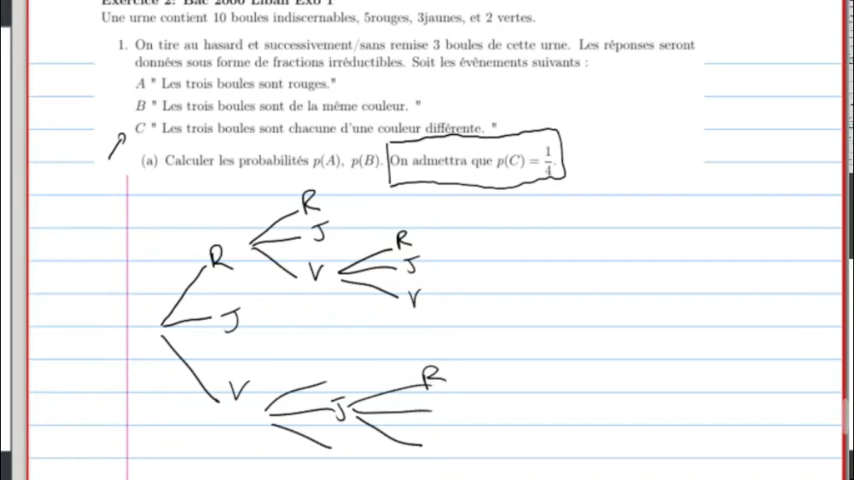 Exercice 2: Bac 2000 Liban Exo 1
Une urne contient 10 boules indiscernables, 5rouges, 3jaunes, et 2 vertes.
1. On tire au hasard et successivement/sans remise 3 boules de cette urne. Les réponses seront
données sous forme de fractions irréductibles. Soit les évènements suivants :
A " Les trois boules sont rouges."
B " Les trois boules sont de la même couleur. "
C " Les trois boules sont chacune d'une couleur différente. "
(a) Calculer les probabilités p(A), p(B). On admettra que p(C) = 1/4.
R
J
R
R
J
V
J
V
J
V
R
J